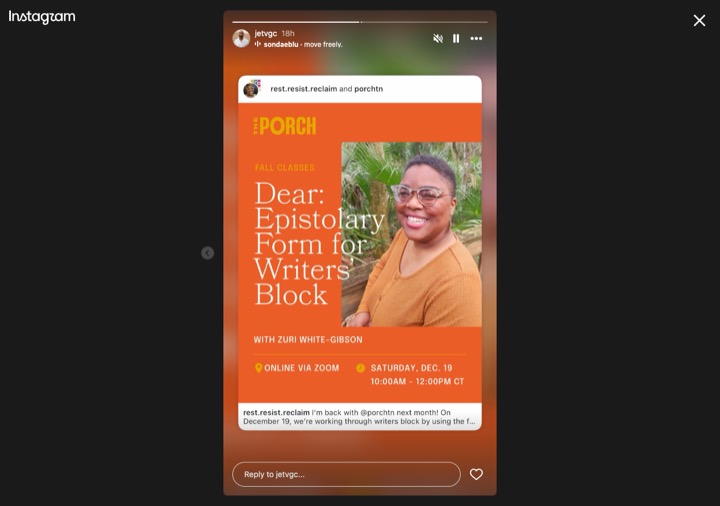 Instagram
jetvgc 18h
sondaeblu · move freely.
rest.resist.reclaim and porchtn
THE PORCH
FALL CLASSES
Dear:
Epistolary
Form for
Writers'
Block
WITH ZURI WHITE-GIBSON
ONLINE VIA ZOOM
SATURDAY, DEC. 19
10:00AM - 12:00PM CT
rest.resist.reclaim I'm back with @porchtn next month! On
December 19, we're working through writers block by using the f...
Reply to jetvgc...